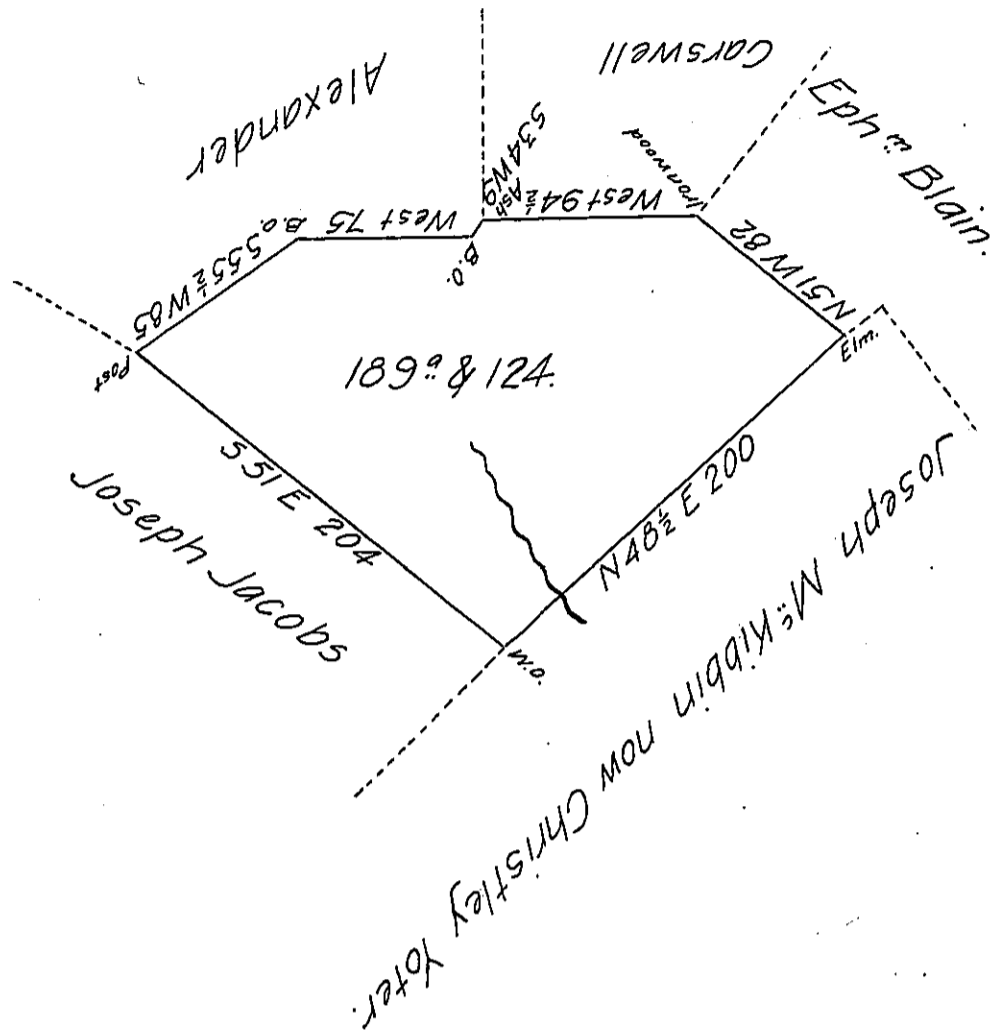 Alexander
Carswell
Eph.m Blain.
S34W9
Ash
Ironwood
West 94½
West 75
B.O.
B.O.
S55½W85
N51W82
Post
Elm.
189a & 124.
S51E 204
N48½E 200
Joseph Jacobs
W.O.
Joseph McKibbin now Christley Yoter.